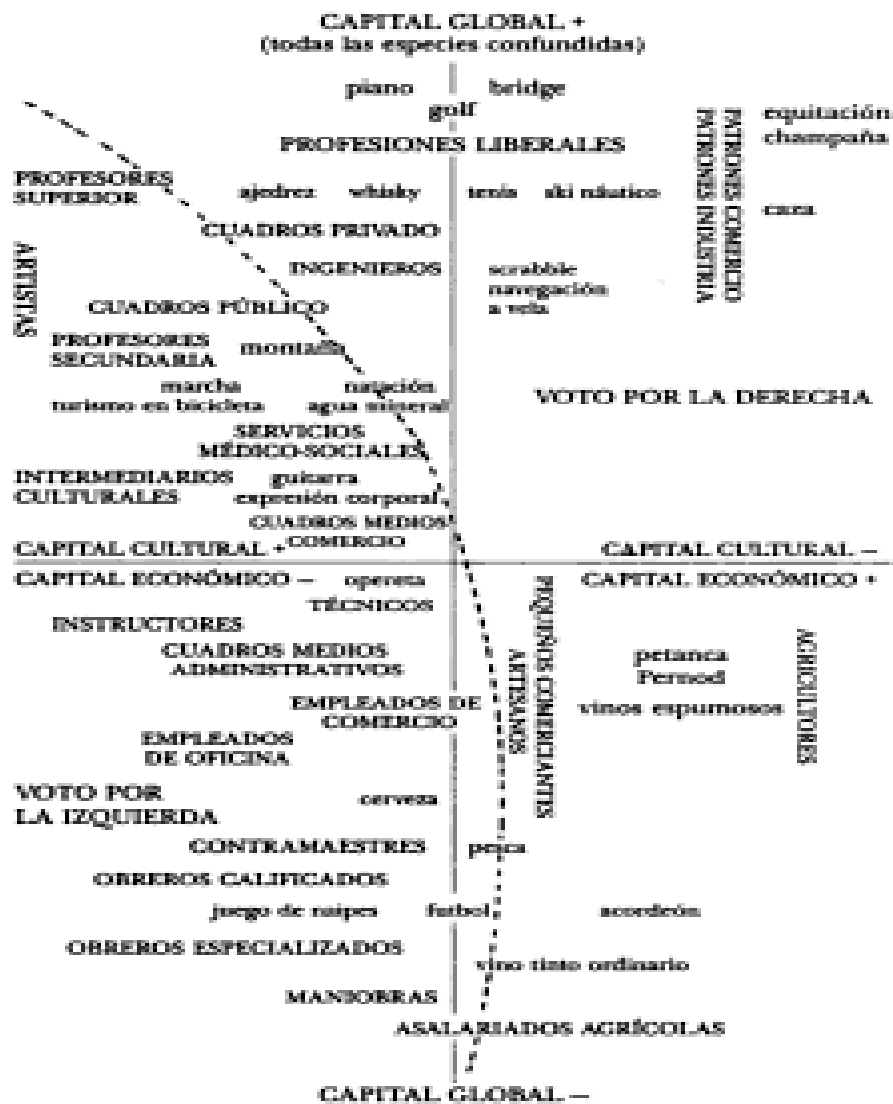 CAPITAL GLOBAL +
(todas las especies confundidas)
piano bridge
golf
equitación
champaña
PROFESIONES LIBERALES
PATRONES COMERCIO
PATRONES INDUSTRIA
PROFESORES
SUPERIOR
ajedrez whisky tenis ski náutico
caza
CUADROS PRIVADO
ARTISTAS
INGENIEROS
scrabble
navegación
a vela
CUADROS PÚBLICO
PROFESORES
SECUNDARIA
montaña
marcha natación
turismo en bicicleta agua mineral
VOTO POR LA DERECHA
SERVICIOS
MÉDICO-SOCIALES
INTERMEDIARIOS
CULTURALES
guitarra
expresión corporal
CUADROS MEDIOS
COMERCIO
CAPITAL CULTURAL + CAPITAL CULTURAL —
CAPITAL ECONÓMICO — opereta CAPITAL ECONÓMICO +
TÉCNICOS
INSTRUCTORES
PEQUEÑOS COMERCIANTES
ARTESANOS
CUADROS MEDIOS
ADMINISTRATIVOS
petanca
Pernod
vinos espumosos
AGRICULTORES
EMPLEADOS DE
COMERCIO
EMPLEADOS
DE OFICINA
VOTO POR
LA IZQUIERDA
cerveza
CONTRAMAESTRES pesca
OBREROS CALIFICADOS
juego de naipes futbol acordeón
OBREROS ESPECIALIZADOS
vino tinto ordinario
MANIOBRAS
ASALARIADOS AGRÍCOLAS
CAPITAL GLOBAL —